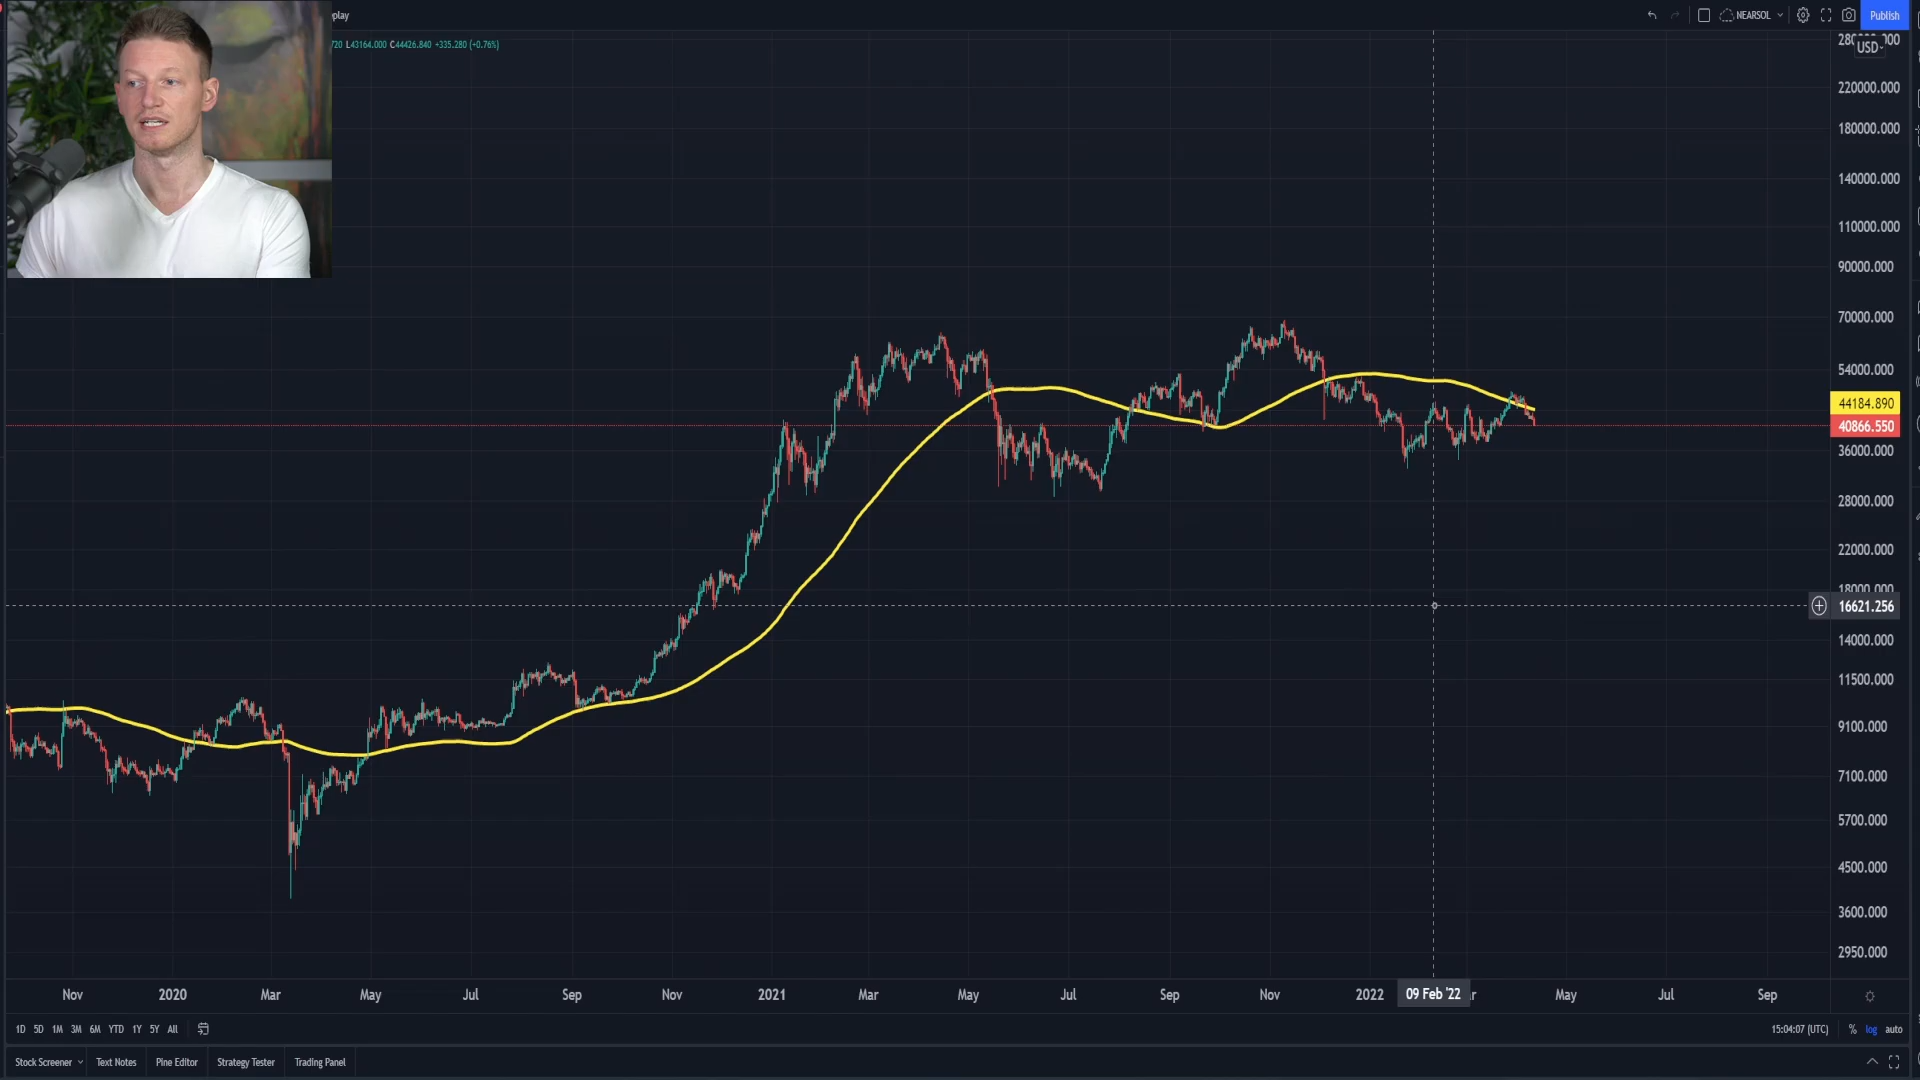 play
NEARSOL
Publish
720 L43164.000 C44426.840 +335.280 (+0.76%)
USD
220000.000
180000.000
140000.000
110000.000
90000.000
70000.000
54000.000
44184.890
40866.550
36000.000
28000.000
22000.000
18000.000
16621.256
14000.000
11500.000
9100.000
7100.000
5700.000
4500.000
3600.000
2950.000
Nov 2020 Mar May Jul Sep Nov 2021 Mar May Jul Sep Nov 2022 09 Feb '22 May Jul Sep
1D 5D 1M 3M 6M YTD 1Y 5Y All
15:04:07 (UTC) % log auto
Stock Screener Text Notes Pine Editor Strategy Tester Trading Panel